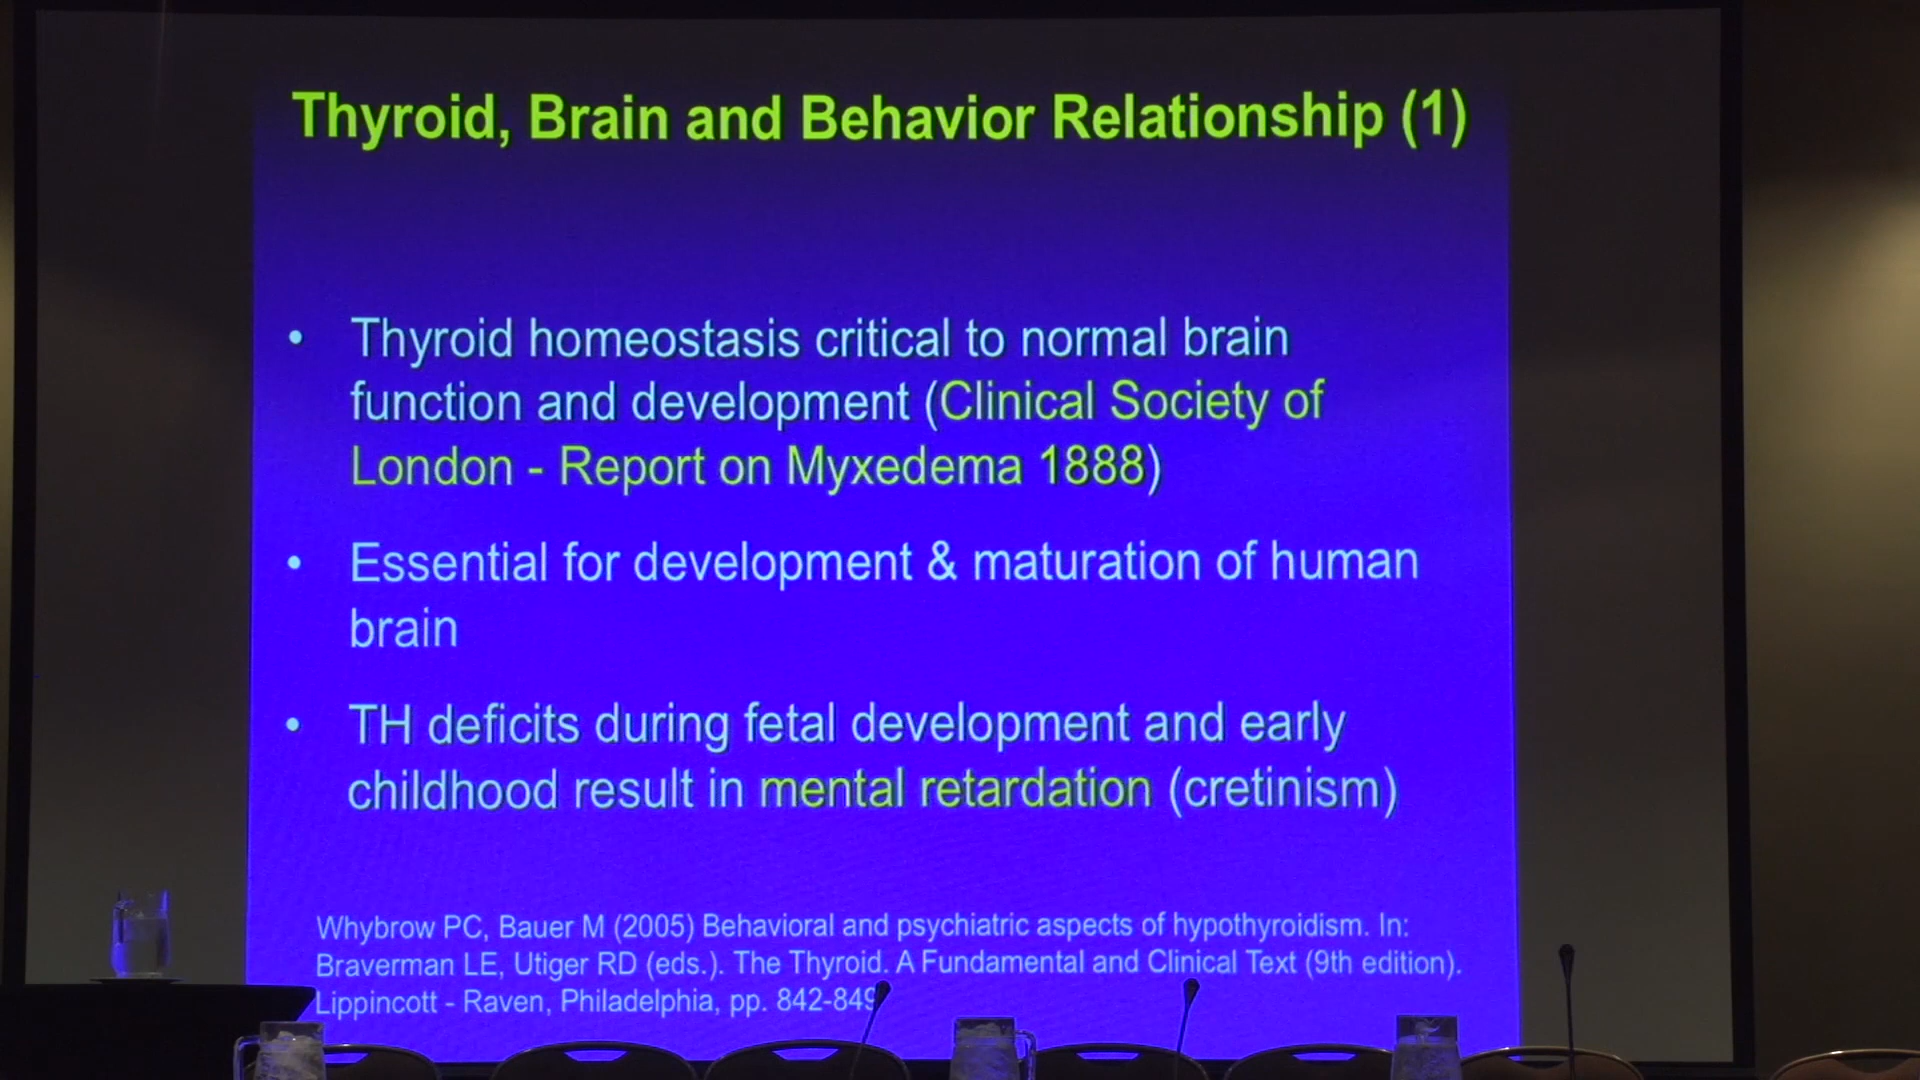 Thyroid, Brain and Behavior Relationship (1)
• Thyroid homeostasis critical to normal brain
function and development (Clinical Society of
London - Report on Myxedema 1888)
• Essential for development & maturation of human
brain
• TH deficits during fetal development and early
childhood result in mental retardation (cretinism)
Whybrow PC, Bauer M (2005) Behavioral and psychiatric aspects of hypothyroidism. In:
Braverman LE, Utiger RD (eds.). The Thyroid. A Fundamental and Clinical Text (9th edition).
Lippincott - Raven, Philadelphia, pp. 842-849